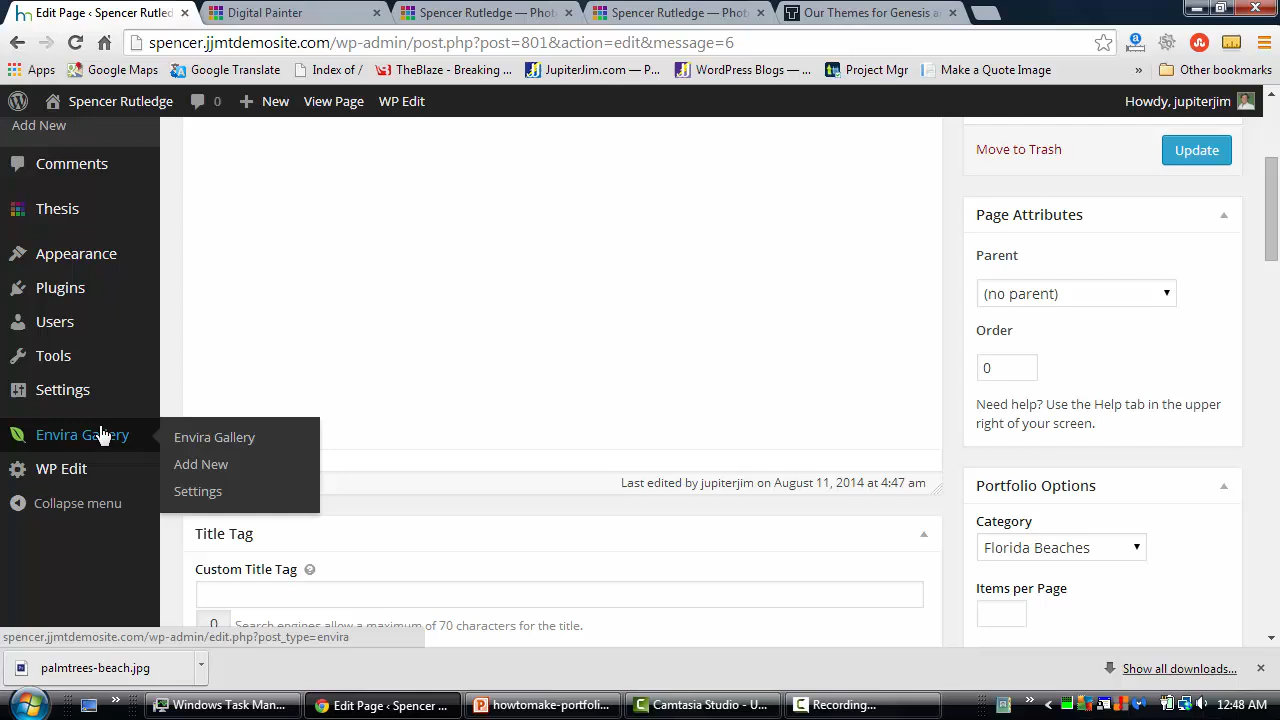 Edit Page ‹ Spencer Rutled
Digital Painter
Spencer Rutledge — Phot
Spencer Rutledge — Phot
Our Themes for Genesis a
spencer.jjmtdemosite.com/wp-admin/post.php?post=801&action=edit&message=6
Apps
Google Maps
Google Translate
Index of /
TheBlaze - Breaking ...
JupiterJim.com — P...
WordPress Blogs — ...
Project Mgr
Make a Quote Image
»
Other bookmarks
Spencer Rutledge
0
New
View Page
WP Edit
Howdy, jupiterjim
Add New
Comments
Thesis
Appearance
Plugins
Users
Tools
Settings
Envira Gallery
WP Edit
Collapse menu
Envira Gallery
Add New
Settings
Last edited by jupiterjim on August 11, 2014 at 4:47 am
Title Tag
Custom Title Tag
0
Search engines allow a maximum of 70 characters for the title.
Move to Trash
Update
Page Attributes
Parent
(no parent)
Order
0
Need help? Use the Help tab in the upper
right of your screen.
Portfolio Options
Category
Florida Beaches
Items per Page
spencer.jjmtdemosite.com/wp-admin/edit.php?post_type=envira
palmtrees-beach.jpg
Show all downloads...
»
Windows Task Man...
Edit Page ‹ Spencer ...
howtomake-portfoli...
Camtasia Studio - U...
Recording...
»
12:48 AM